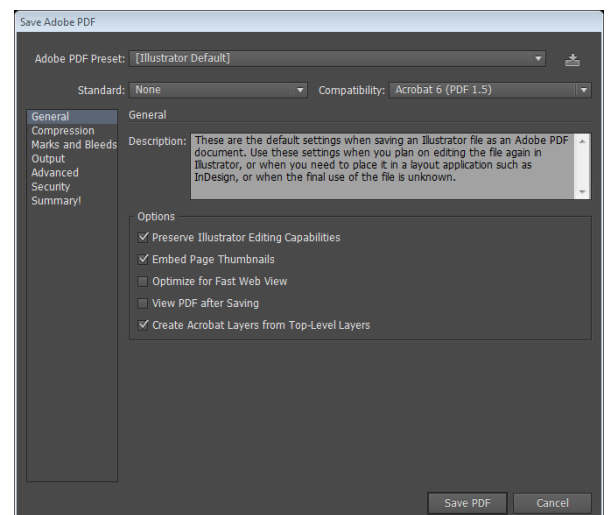 Save Adobe PDF
Adobe PDF Preset: [Illustrator Default]
Standard: None Compatibility: Acrobat 6 (PDF 1.5)
General
Compression
Marks and Bleeds
Output
Advanced
Security
Summary!
General
Description: These are the default settings when saving an Illustrator file as an Adobe PDF
document. Use these settings when you plan on editing the file again in
Illustrator, or when you need to place it in a layout application such as
InDesign, or when the final use of the file is unknown.
Options
Preserve Illustrator Editing Capabilities
Embed Page Thumbnails
Optimize for Fast Web View
View PDF after Saving
Create Acrobat Layers from Top-Level Layers
Save PDF Cancel